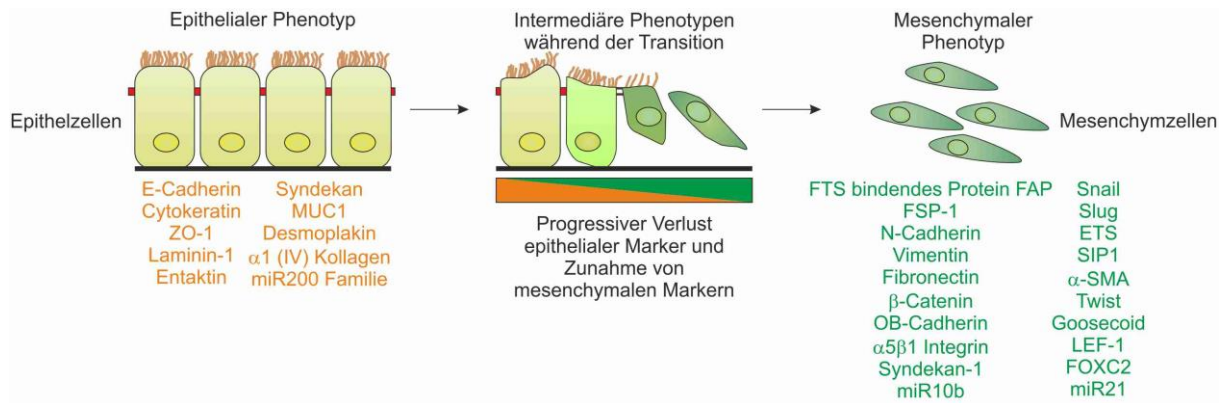 Epithelialer Phenotyp
Intermediäre Phenotypen
während der Transition
Mesenchymaler
Phenotyp
Epithelzellen
Mesenchymzellen
E-Cadherin
Cytokeratin
ZO-1
Laminin-1
Entaktin
Syndekan
MUC1
Desmoplakin
α1 (IV) Kollagen
miR200 Familie
Progressiver Verlust
epithelialer Marker und
Zunahme von
mesenchymalen Markern
FTS bindendes Protein FAP
FSP-1
N-Cadherin
Vimentin
Fibronectin
β-Catenin
OB-Cadherin
α5β1 Integrin
Syndekan-1
miR10b
Snail
Slug
ETS
SIP1
α-SMA
Twist
Goosecoid
LEF-1
FOXC2
miR21